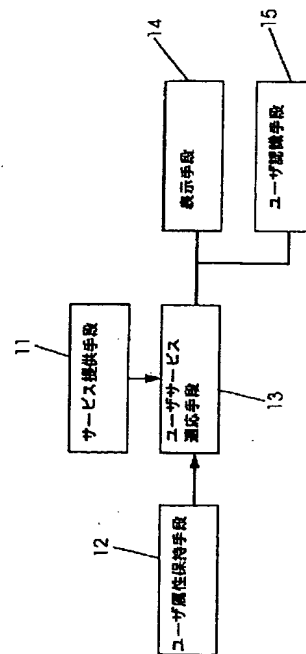 11
サービス提供手段
12
ユーザ属性保持手段
ユーザサービス
適応手段
13
14
表示手段
15
ユーザ認識手段